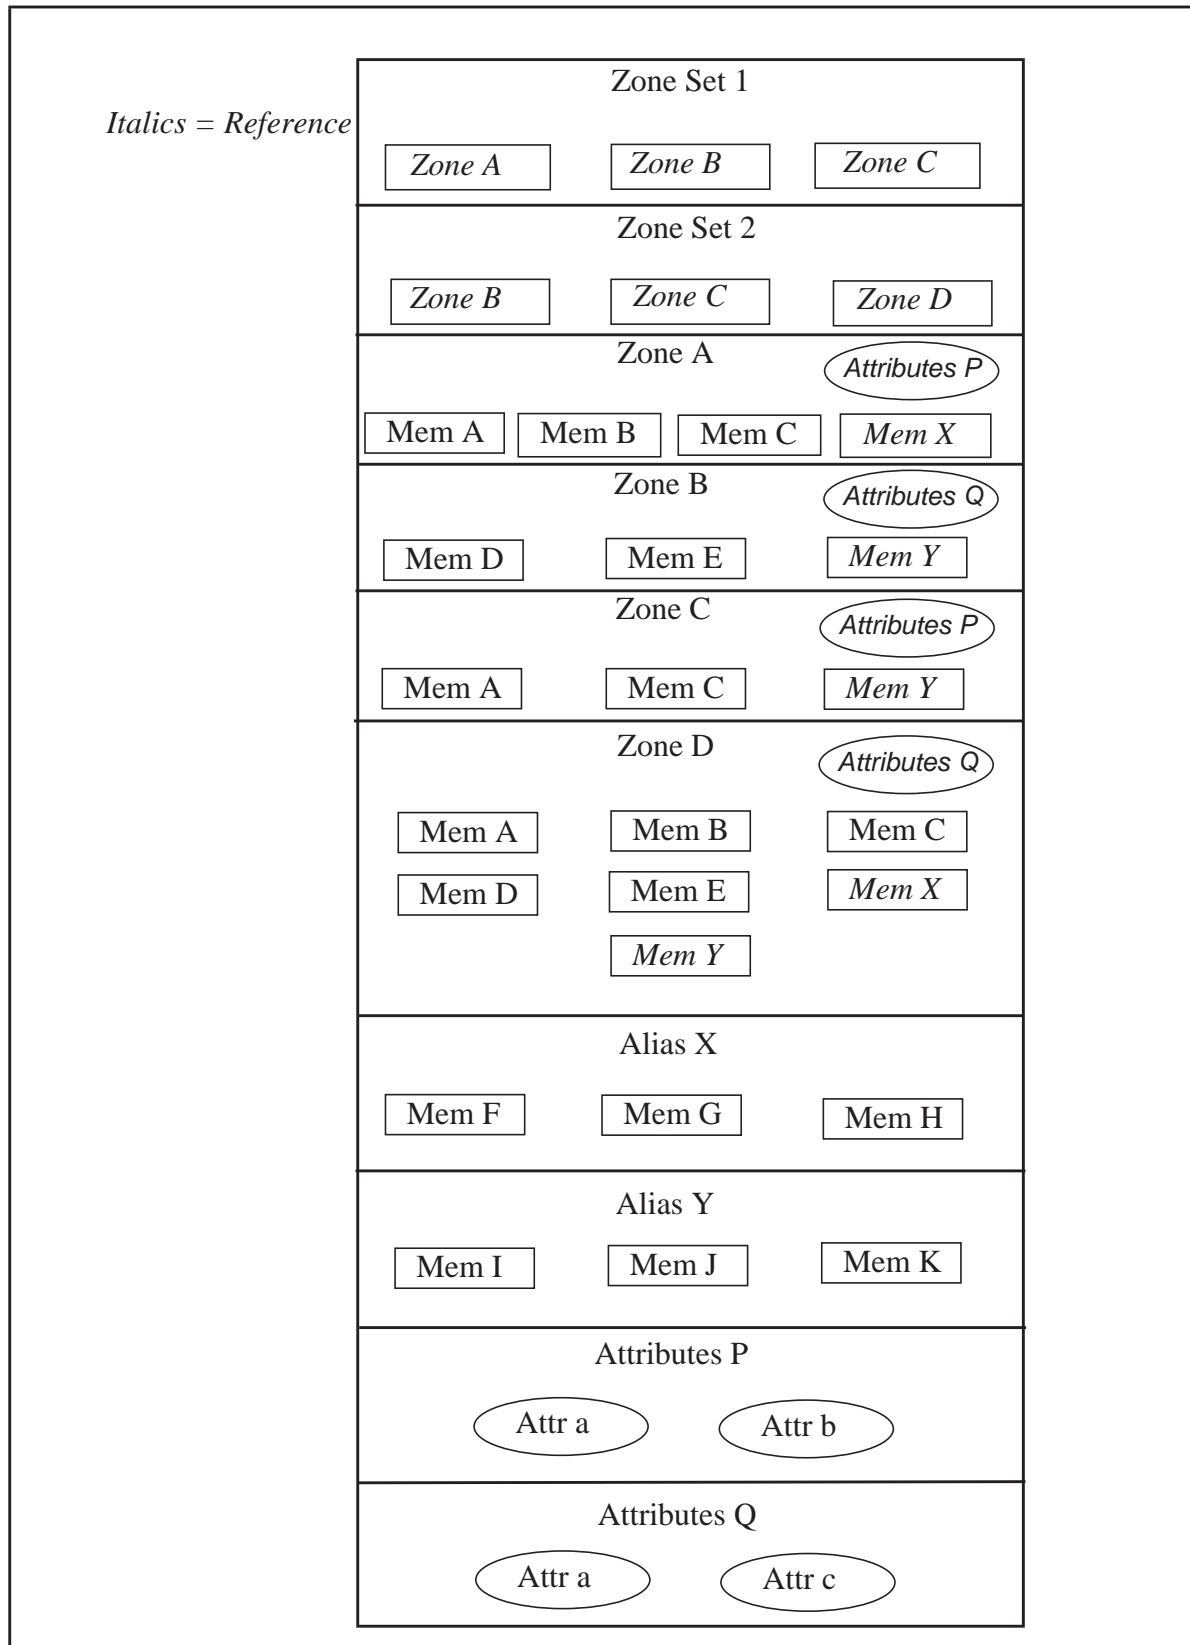 Zone Set 1
Italics = Reference
Zone A Zone B Zone C
Zone Set 2
Zone B Zone C Zone D
Zone A Attributes P
Mem A Mem B Mem C Mem X
Zone B Attributes Q
Mem D Mem E Mem Y
Zone C Attributes P
Mem A Mem C Mem Y
Zone D Attributes Q
Mem A Mem B Mem C
Mem D Mem E Mem X
Mem Y
Alias X
Mem F Mem G Mem H
Alias Y
Mem I Mem J Mem K
Attributes P
Attr a Attr b
Attributes Q
Attr a Attr c